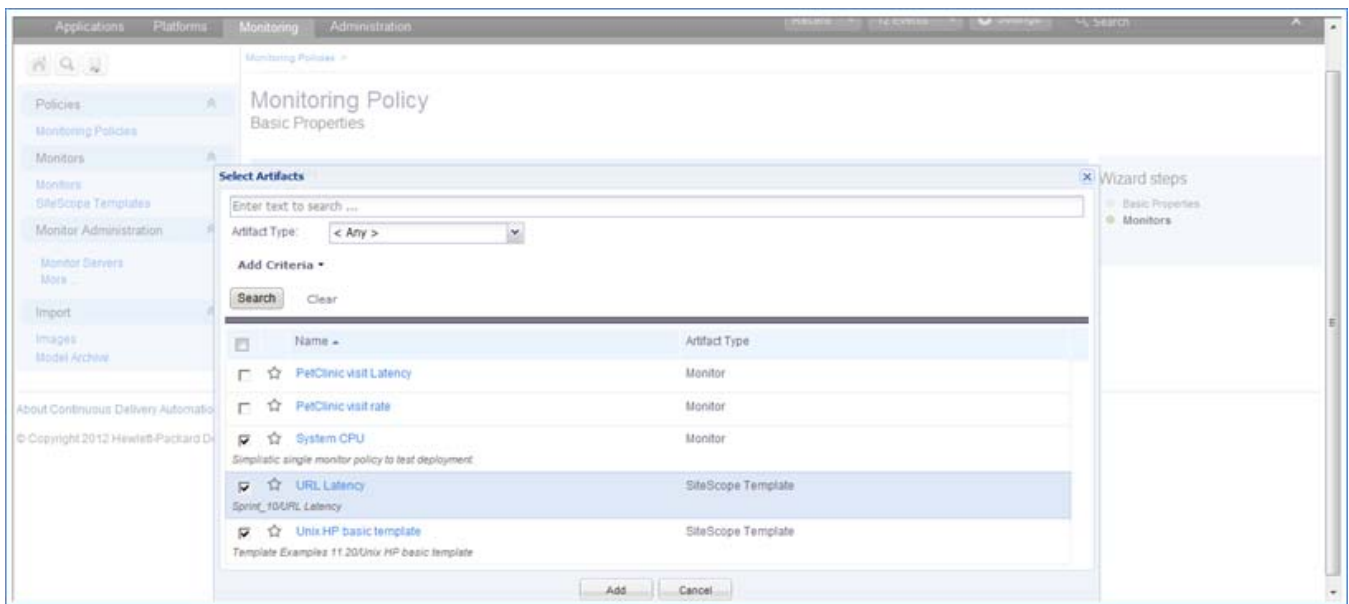 Applications Platforms Monitoring Administration Recent 12 Events Settings Search
Monitoring Policies >
Policies
Monitoring Policies
Monitors
Monitors
SiteScope Templates
Monitor Administration
Monitor Servers
More ...
Import
Images
Model Archive
About Continuous Delivery Automatio
© Copyright 2012 Hewlett-Packard De
Monitoring Policy
Basic Properties
Wizard steps
Basic Properties
Monitors
Select Artifacts
Enter text to search ...
Artifact Type: < Any >
Add Criteria
Search Clear
Name Artifact Type
PetClinic visit Latency Monitor
PetClinic visit rate Monitor
System CPU Monitor
Simplistic single monitor policy to test deployment
URL Latency SiteScope Template
Sprint_10/URL Latency
Unix HP basic template SiteScope Template
Template Examples 11.20/Unix HP basic template
Add Cancel